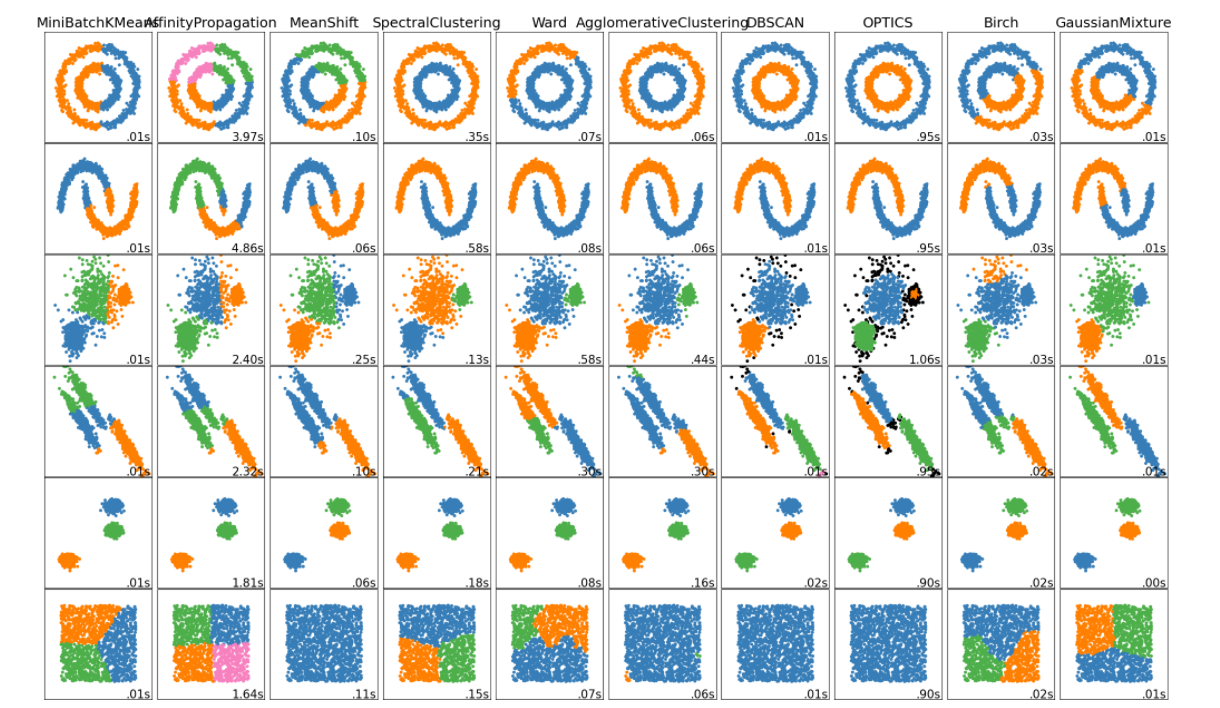 MiniBatchKMeans AffinityPropagation MeanShift SpectralClustering Ward AgglomerativeClustering DBSCAN OPTICS Birch GaussianMixture
.01s 3.97s .10s .35s .07s .06s .01s .95s .03s .01s
.01s 4.86s .06s .58s .08s .06s .01s .95s .03s .01s
.01s 2.40s .25s .13s .58s .44s .01s 1.06s .03s .01s
.01s 2.32s .10s .21s .30s .30s .01s .95s .02s .01s
.01s 1.81s .06s .18s .08s .16s .02s .90s .02s .00s
.01s 1.64s .11s .15s .07s .06s .01s .90s .02s .01s